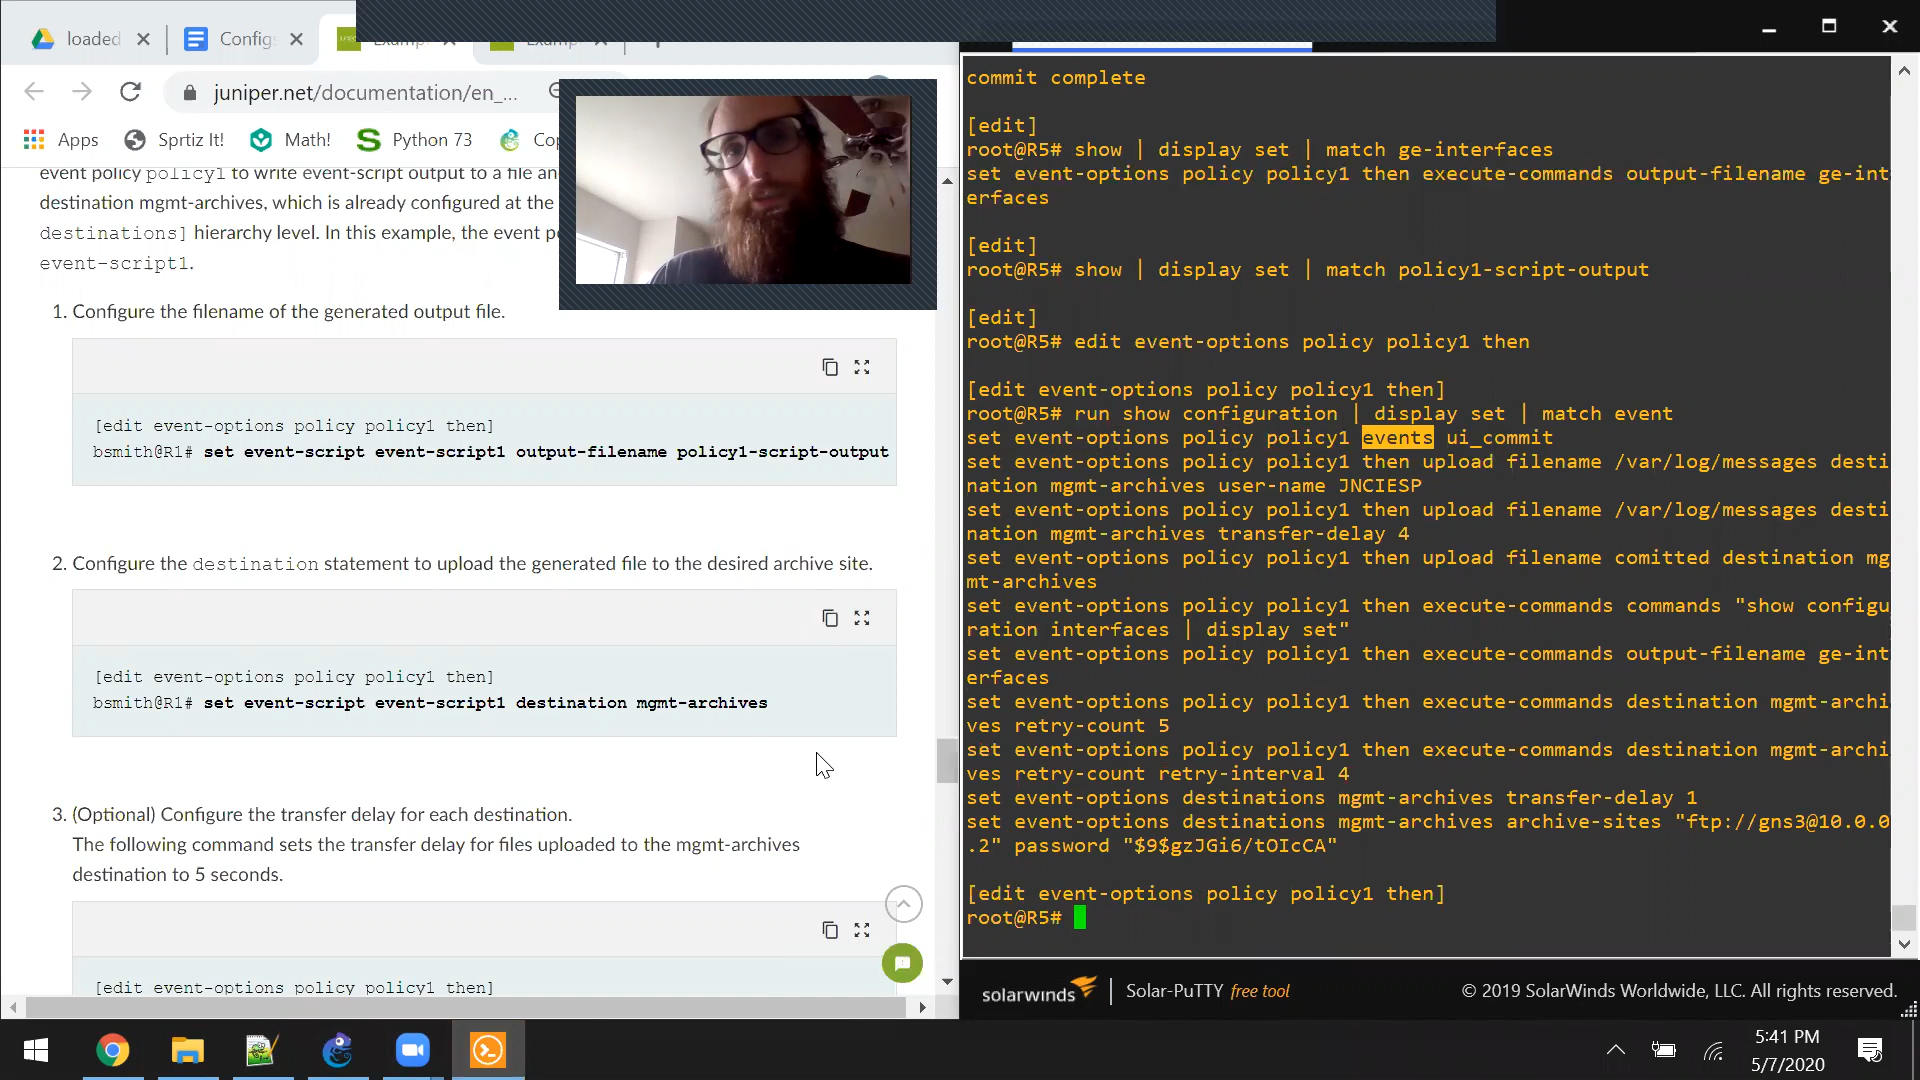 loaded
Config
Examp
Examp
juniper.net/documentation/en_...
Apps
Sprtiz It!
Math!
Python 73
event policy policy1 to write event-script output to a file an
destination mgmt-archives, which is already configured at the
destinations] hierarchy level. In this example, the event p
event-script1.
1. Configure the filename of the generated output file.
[edit event-options policy policy1 then]
bsmith@R1# set event-script event-script1 output-filename policy1-script-output
2. Configure the destination statement to upload the generated file to the desired archive site.
[edit event-options policy policy1 then]
bsmith@R1# set event-script event-script1 destination mgmt-archives
3. (Optional) Configure the transfer delay for each destination.
The following command sets the transfer delay for files uploaded to the mgmt-archives
destination to 5 seconds.
[edit event-options policy policy1 then]
commit complete
[edit]
root@R5# show | display set | match ge-interfaces
set event-options policy policy1 then execute-commands output-filename ge-int
erfaces
[edit]
root@R5# show | display set | match policy1-script-output
[edit]
root@R5# edit event-options policy policy1 then
[edit event-options policy policy1 then]
root@R5# run show configuration | display set | match event
set event-options policy policy1 events ui_commit
set event-options policy policy1 then upload filename /var/log/messages desti
nation mgmt-archives user-name JNCIESP
set event-options policy policy1 then upload filename /var/log/messages desti
nation mgmt-archives transfer-delay 4
set event-options policy policy1 then upload filename comitted destination mg
mt-archives
set event-options policy policy1 then execute-commands commands "show configu
ration interfaces | display set"
set event-options policy policy1 then execute-commands output-filename ge-int
erfaces
set event-options policy policy1 then execute-commands destination mgmt-archi
ves retry-count 5
set event-options policy policy1 then execute-commands destination mgmt-archi
ves retry-count retry-interval 4
set event-options destinations mgmt-archives transfer-delay 1
set event-options destinations mgmt-archives archive-sites "ftp://gns3@10.0.0
.2" password "$9$gzJGi6/tOIcCA"
[edit event-options policy policy1 then]
root@R5#
solarwinds Solar-PuTTY free tool © 2019 SolarWinds Worldwide, LLC. All rights reserved.
5:41 PM
5/7/2020